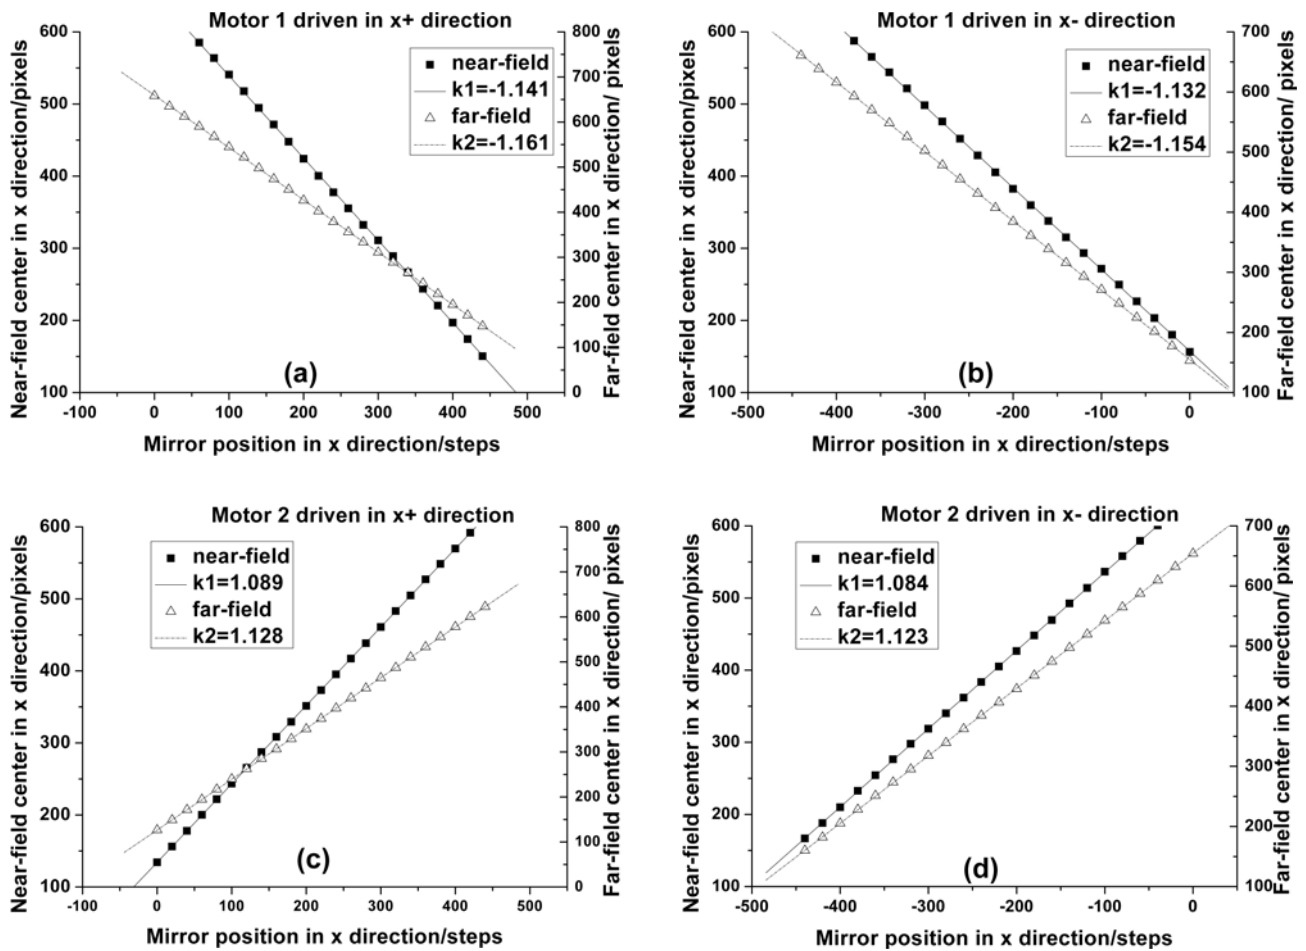 Motor 1 driven in x+ direction
600
500
400
300
200
100
800
700
600
500
400
300
200
100
0
near-field
k1=-1.141
far-field
k2=-1.161
(a)
-100
0
100
200
300
400
500
Near-field center in x direction/pixels
Far-field center in x direction/ pixels
Mirror position in x direction/steps
Motor 1 driven in x- direction
600
500
400
300
200
100
700
600
500
400
300
200
100
near-field
k1=-1.132
far-field
k2=-1.154
(b)
-500
-400
-300
-200
-100
0
Near-field center in x direction/pixels
Far-field center in x direction/ pixels
Mirror position in x direction/steps
Motor 2 driven in x+ direction
600
500
400
300
200
100
800
700
600
500
400
300
200
100
0
near-field
k1=1.089
far-field
k2=1.128
(c)
-100
0
100
200
300
400
500
Near-field center in x direction/pixels
Far-field center in x direction/ pixels
Mirror position in x direction/steps
Motor 2 driven in x- direction
600
500
400
300
200
100
700
600
500
400
300
200
100
near-field
k1=1.084
far-field
k2=1.123
(d)
-500
-400
-300
-200
-100
0
Near-field center in x direction/pixels
Far-field center in x direction/ pixels
Mirror position in x direction/steps